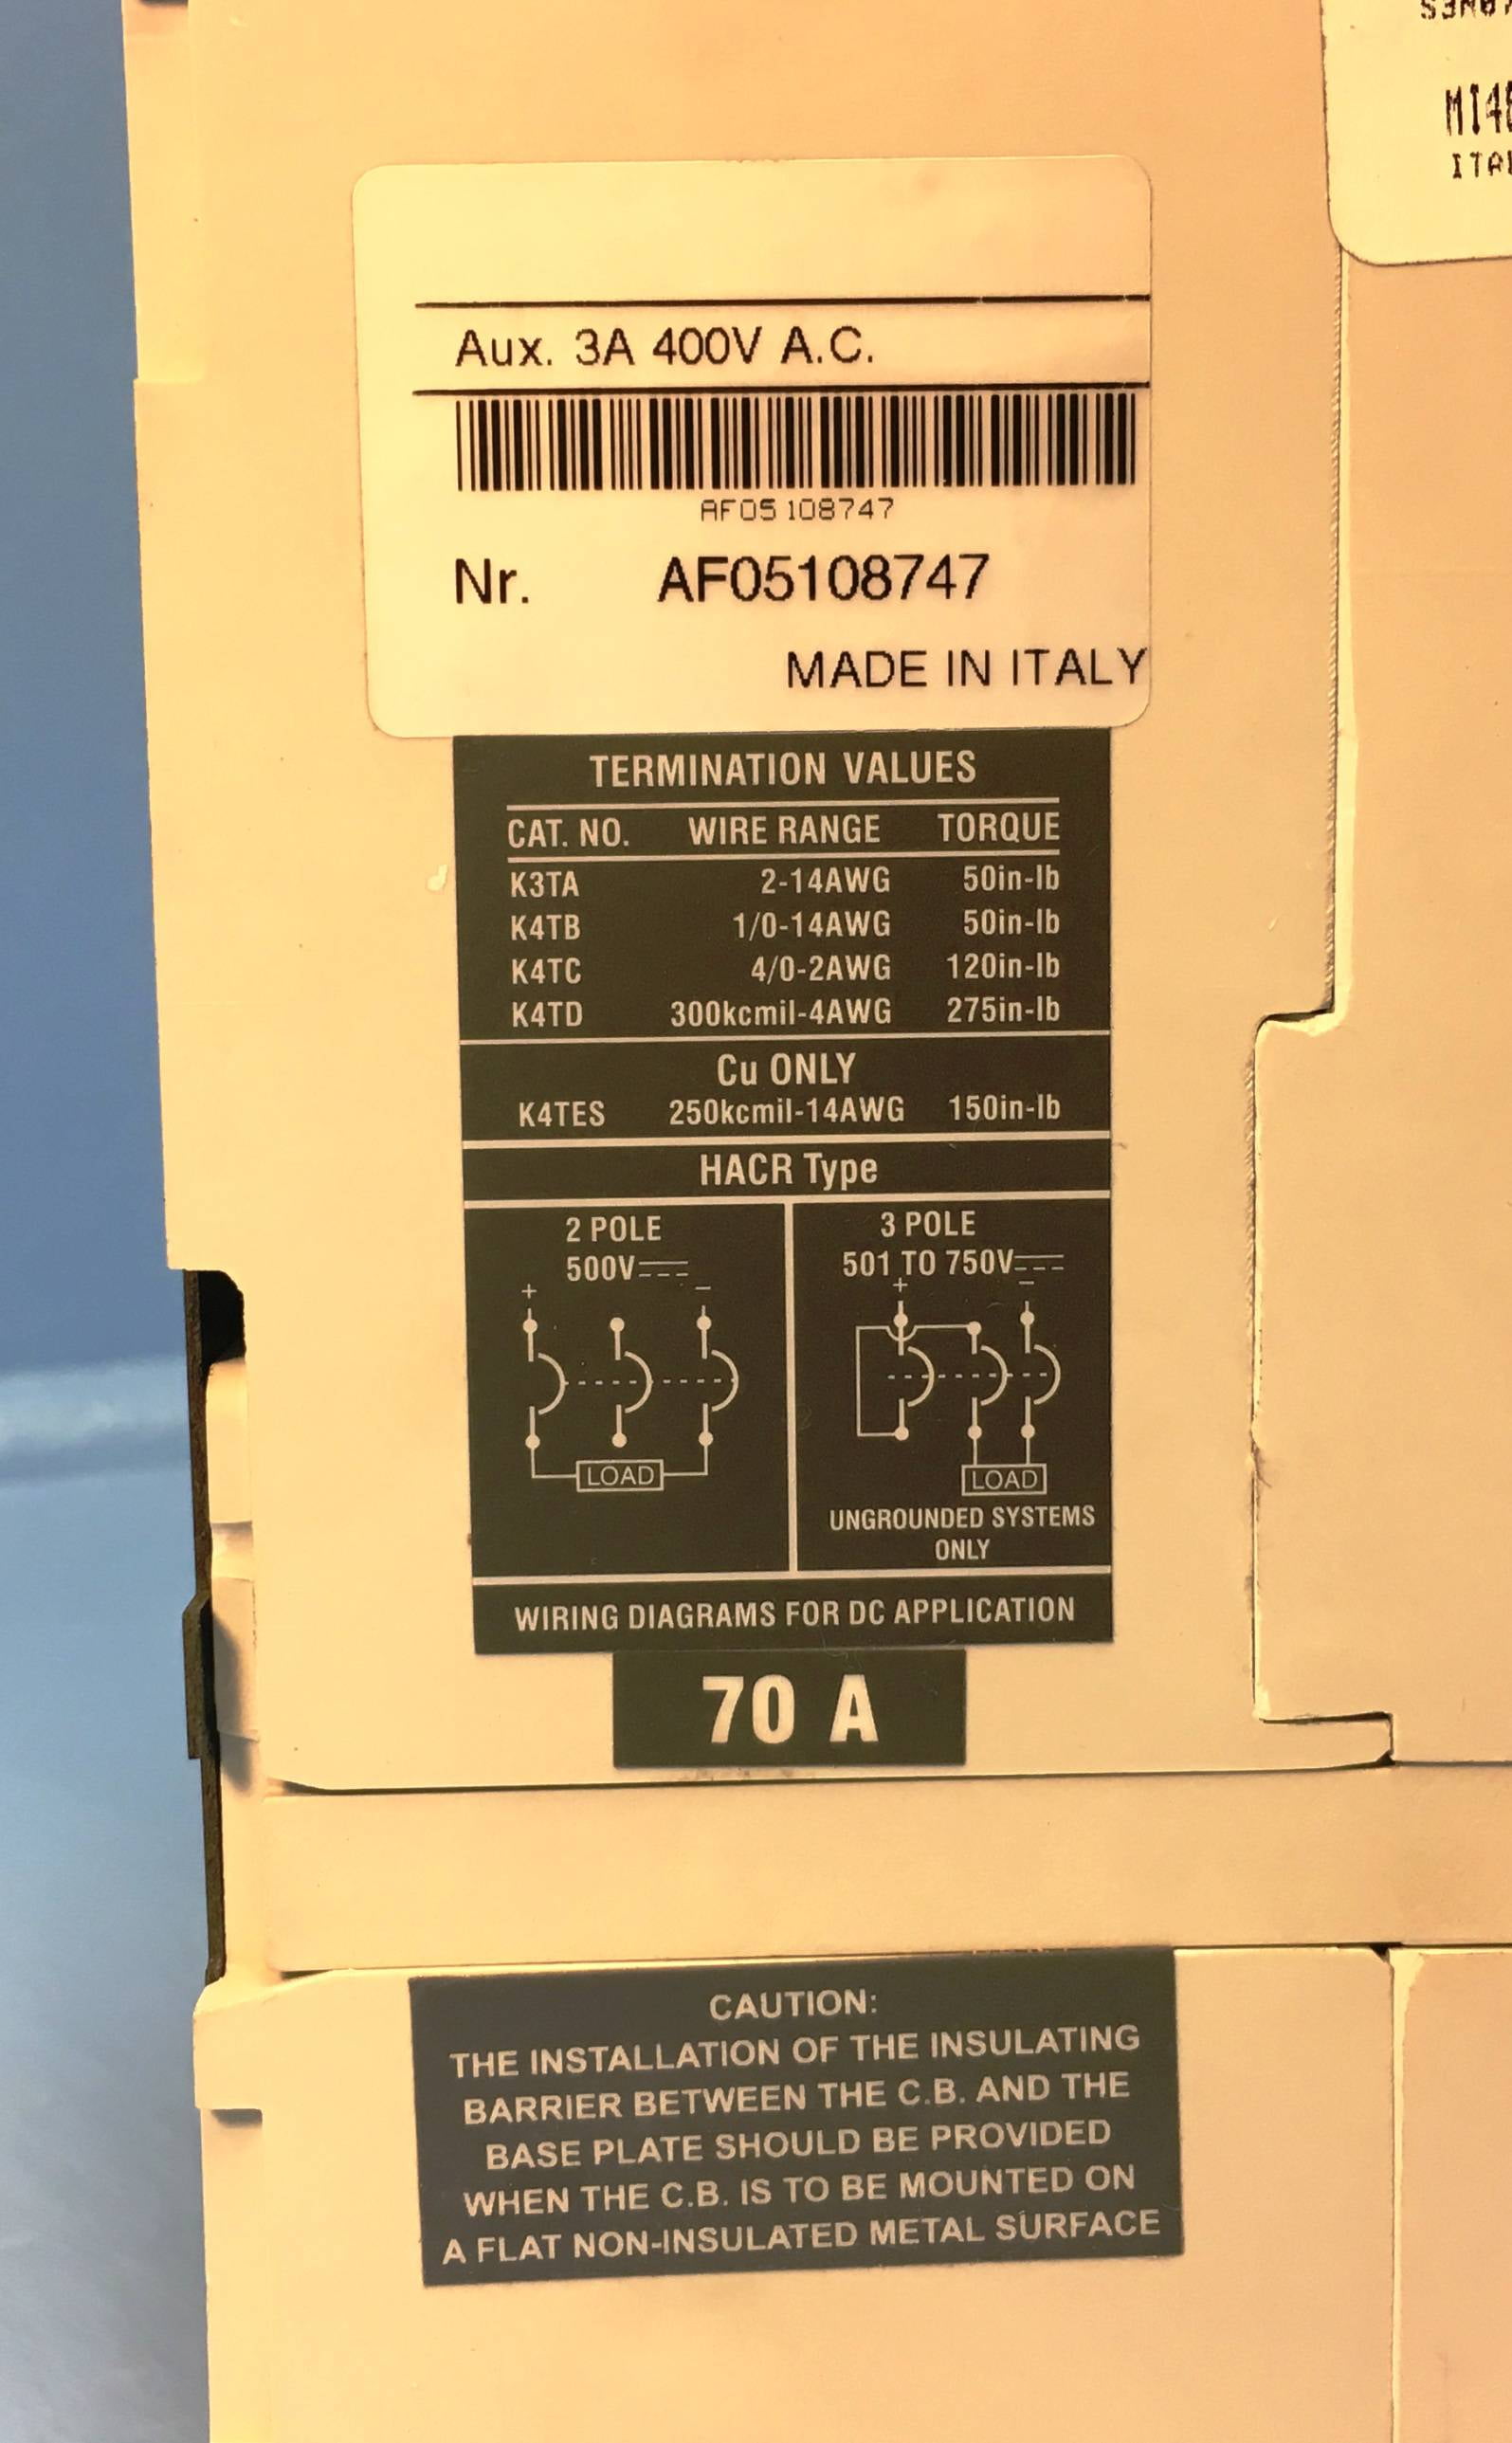 MI4
ITA
Aux. 3A 400V A.C.
AF05108747
Nr. AF05108747
MADE IN ITALY
TERMINATION VALUES
CAT. NO. WIRE RANGE TORQUE
K3TA 2-14AWG 50in-lb
K4TB 1/0-14AWG 50in-lb
K4TC 4/0-2AWG 120in-lb
K4TD 300kcmil-4AWG 275in-lb
Cu ONLY
K4TES 250kcmil-14AWG 150in-lb
HACR Type
2 POLE
500V⎓
+ –
LOAD
3 POLE
501 TO 750V⎓
+ –
LOAD
UNGROUNDED SYSTEMS
ONLY
WIRING DIAGRAMS FOR DC APPLICATION
70 A
CAUTION:
THE INSTALLATION OF THE INSULATING
BARRIER BETWEEN THE C.B. AND THE
BASE PLATE SHOULD BE PROVIDED
WHEN THE C.B. IS TO BE MOUNTED ON
A FLAT NON-INSULATED METAL SURFACE